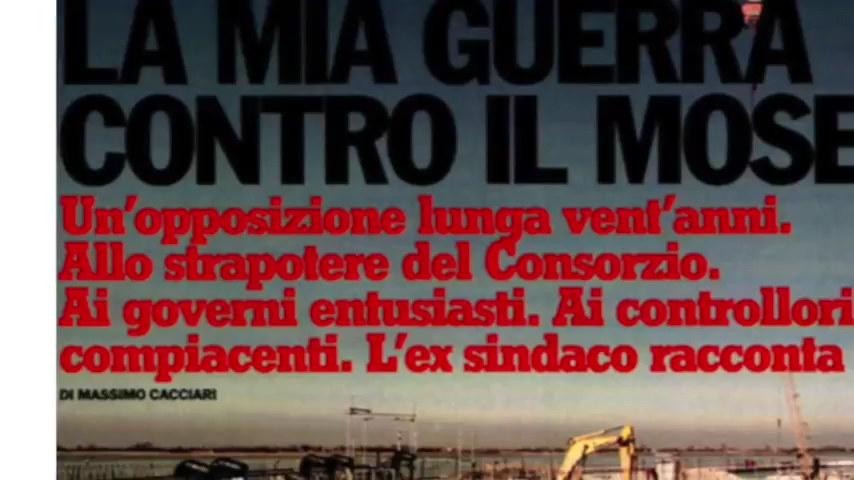 LA MIA GUERRA
CONTRO IL MOSE
Un'opposizione lunga vent'anni.
Allo strapotere del Consorzio.
Ai governi entusiasti. Ai controllori
compiacenti. L'ex sindaco racconta
DI MASSIMO CACCIARI